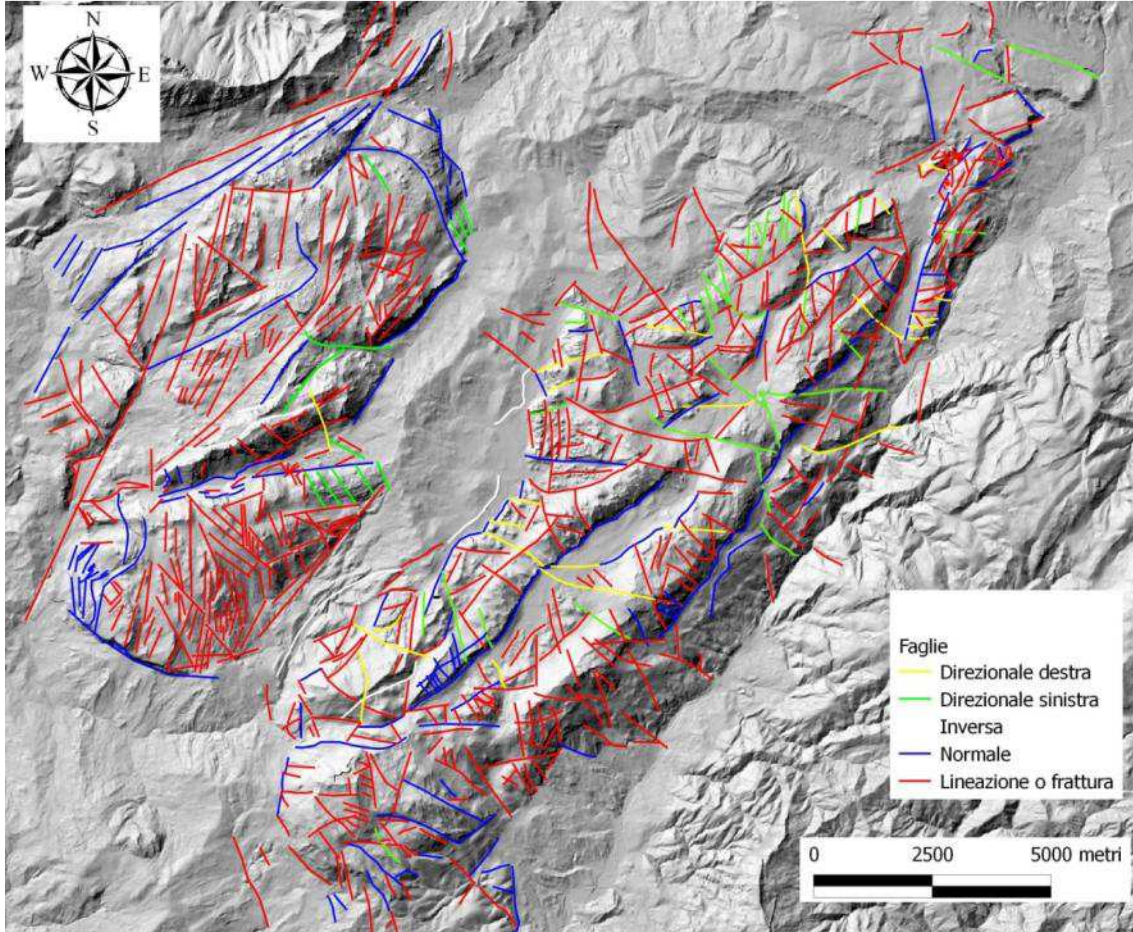 N
W E
S
Faglie
Direzionale destra
Direzionale sinistra
Inversa
Normale
Lineazione o frattura
0 2500 5000 metri